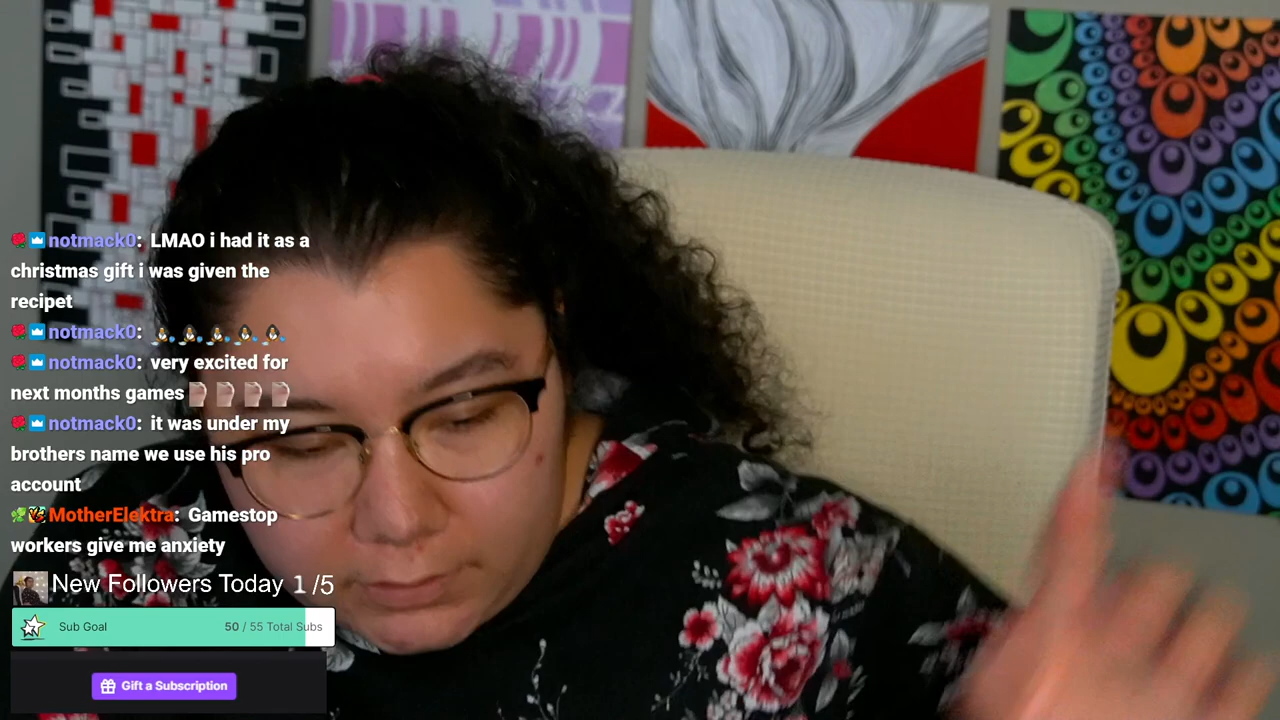 notmack0: LMAO i had it as a
christmas gift i was given the
recipet
notmack0:
notmack0: very excited for
next months games
notmack0: it was under my
brothers name we use his pro
account
MotherElektra: Gamestop
workers give me anxiety
New Followers Today 1 /5
Sub Goal 50 / 55 Total Subs
Gift a Subscription